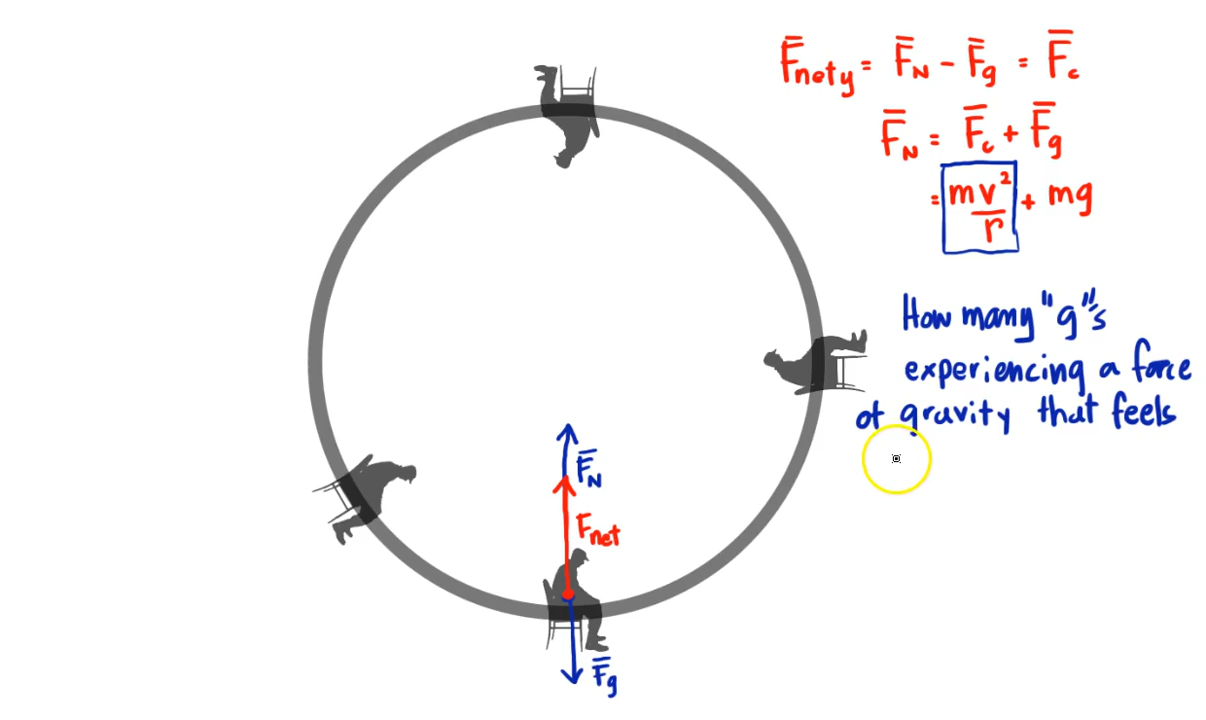 F̄nety = F̄N - F̄g = F̄c
F̄N = F̄c + F̄g
= mv²/r + mg
How many "g"s
experiencing a force
of gravity that feels
F̄N
Fnet
F̄g